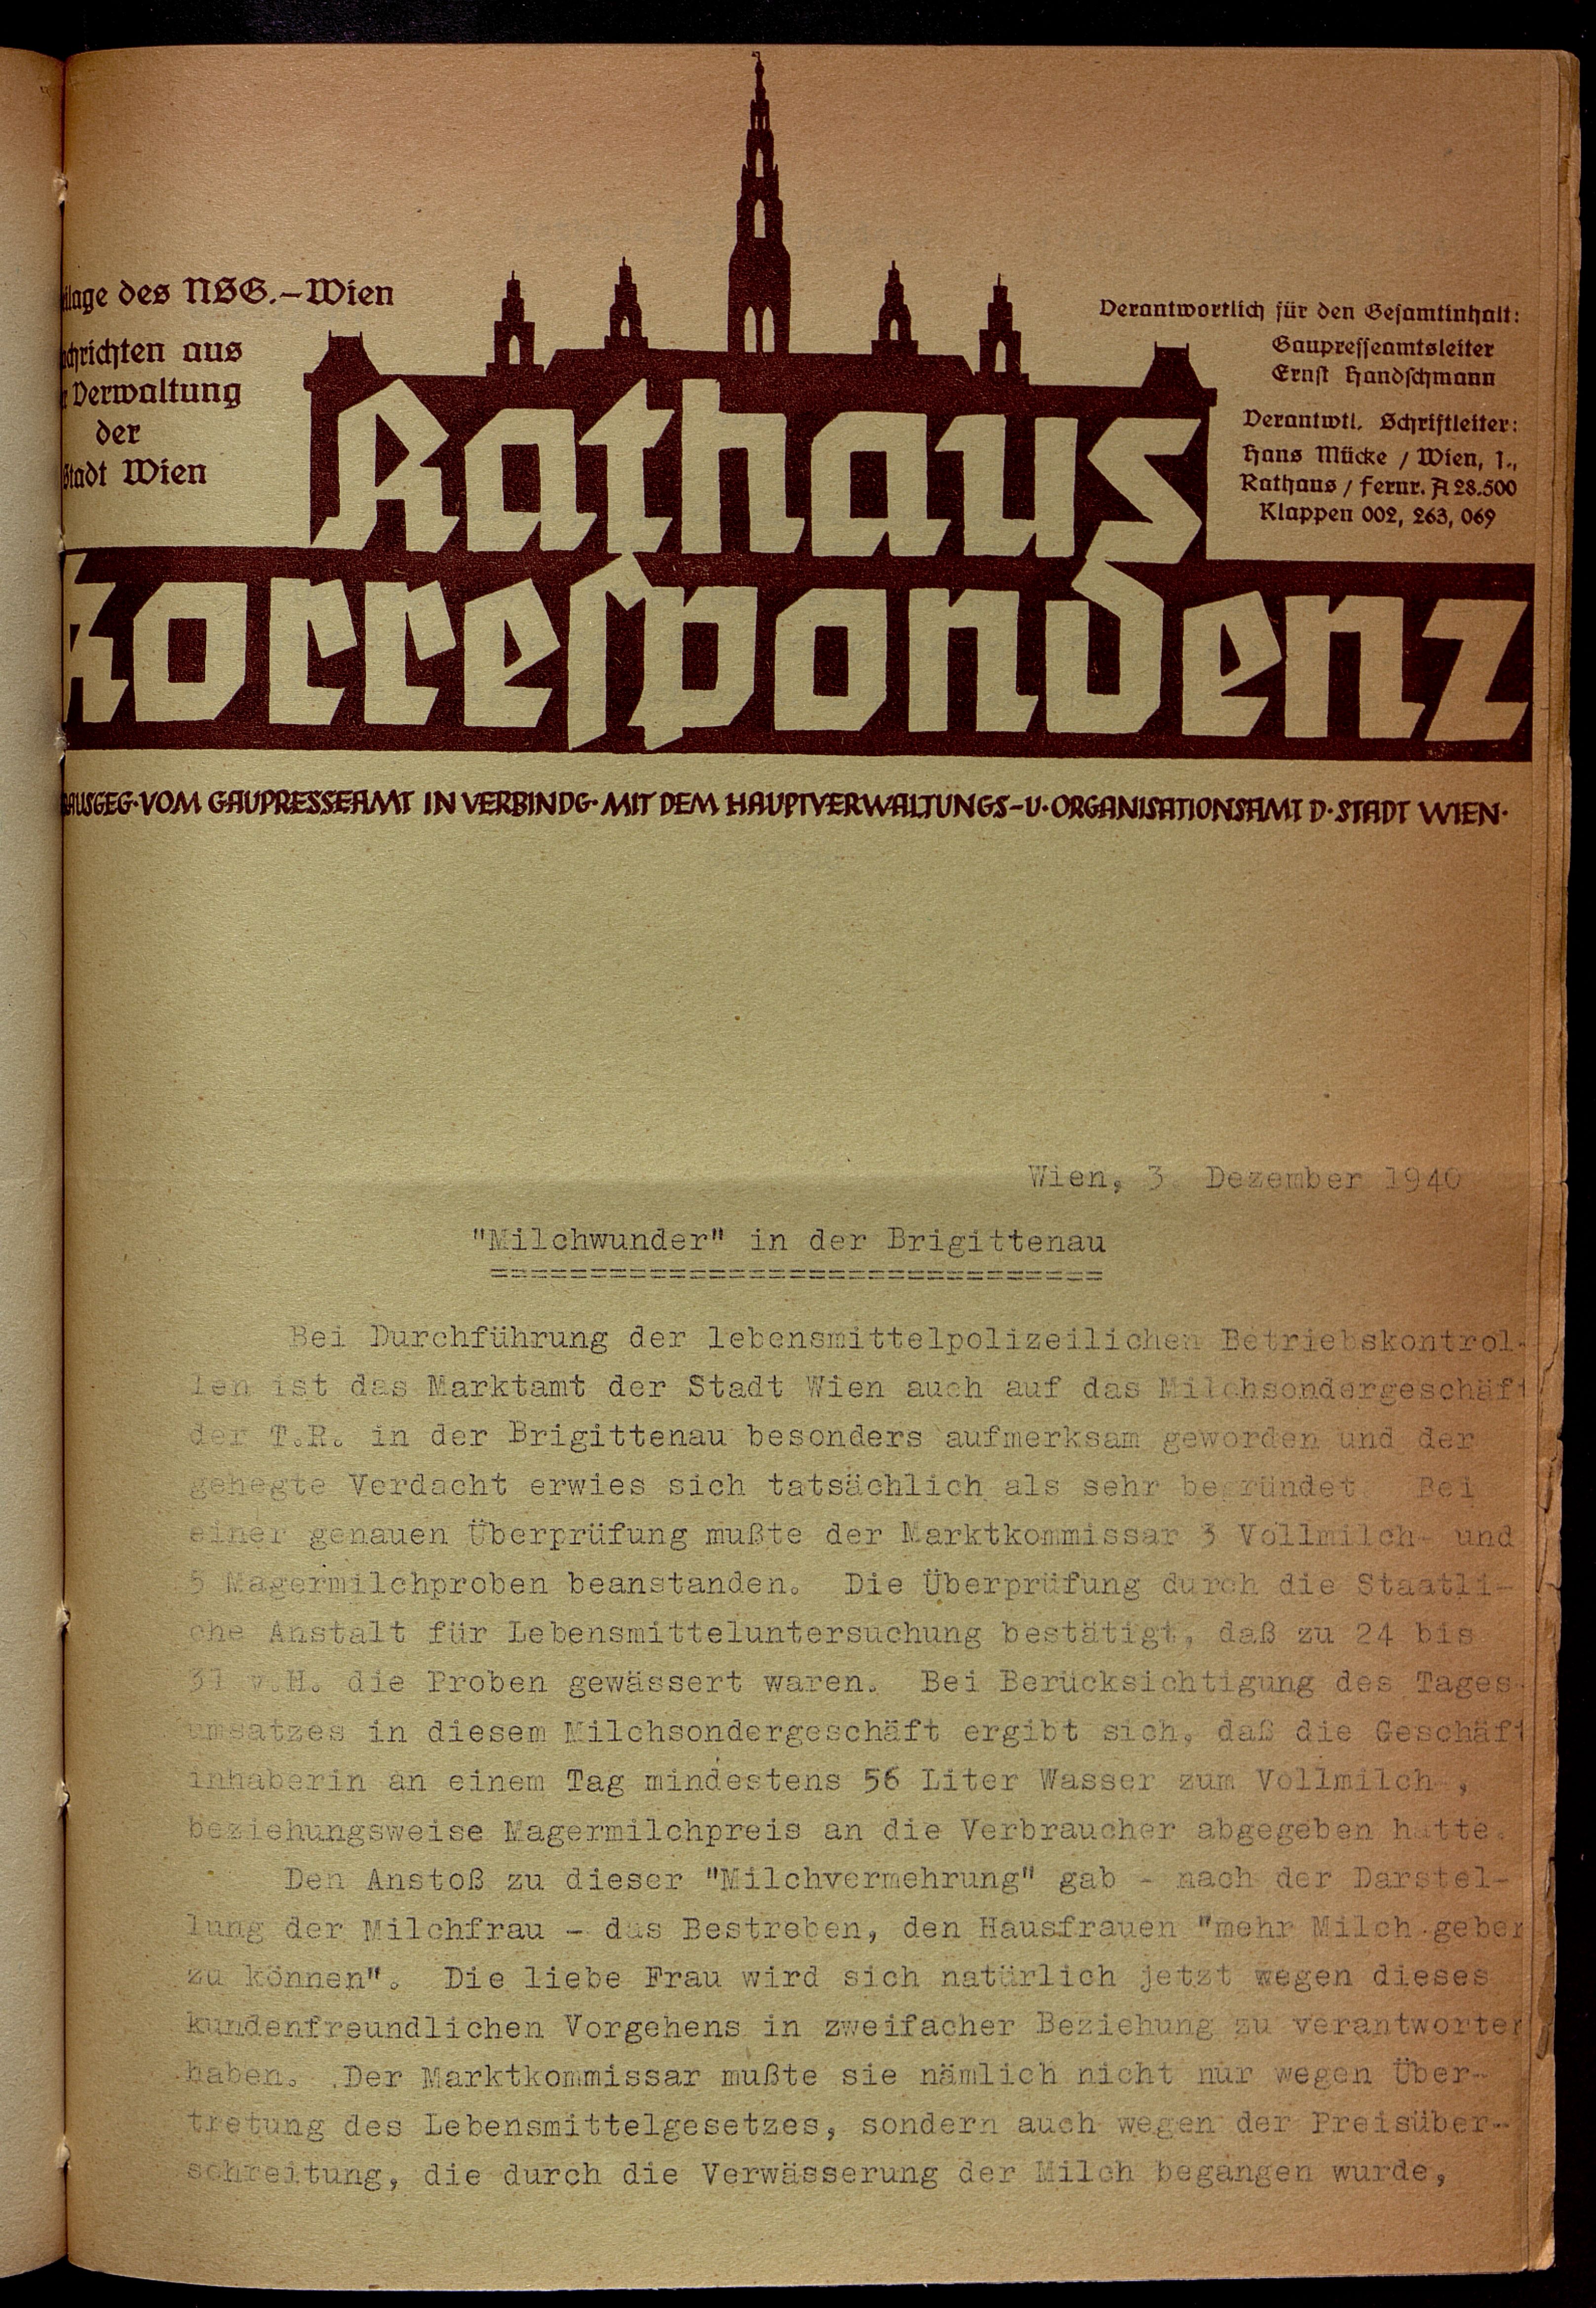 ilage des NSG.-Wien
chrichten aus
r Verwaltung
der
Stadt Wien
Verantwortlich für den Gesamtinhalt:
Gaupresseamtsleiter
Ernst Handschmann
Verantwtl. Schriftleiter:
Hans Mücke / Wien, 1.,
Rathaus / Fernr. A 28.500
Klappen 002, 263, 069
Rathaus
Korrespondenz
AUSGEG·VOM GAUPRESSEAMT IN VERBINDG·MIT DEM HAUPTVERWALTUNGS-U·ORGANISATIONSAMT D·STADT WIEN·
Wien, 3. Dezember 1940
"Milchwunder" in der Brigittenau
Bei Durchführung der lebensmittelpolizeilichen Betriebskontrol-
len ist das Marktamt der Stadt Wien auch auf das Milchsondergeschäft
der T.R. in der Brigittenau besonders aufmerksam geworden und der
gehegte Verdacht erwies sich tatsächlich als sehr begründet. Bei
einer genauen Überprüfung mußte der Marktkommissar 3 Vollmilch- und
5 Magermilchproben beanstanden. Die Überprüfung durch die Staatli-
che Anstalt für Lebensmitteluntersuchung bestätigt, daß zu 24 bis
31 v.H. die Proben gewässert waren. Bei Berücksichtigung des Tages-
umsatzes in diesem Milchsondergeschäft ergibt sich, daß die Geschäft
inhaberin an einem Tag mindestens 56 Liter Wasser zum Vollmilch-,
beziehungsweise Magermilchpreis an die Verbraucher abgegeben hatte.
Den Anstoß zu dieser "Milchvermehrung" gab - nach der Darstel-
lung der Milchfrau - das Bestreben, den Hausfrauen "mehr Milch geben
zu können". Die liebe Frau wird sich natürlich jetzt wegen dieses
kundenfreundlichen Vorgehens in zweifacher Beziehung zu verantworten
haben. Der Marktkommissar mußte sie nämlich nicht nur wegen Über-
tretung des Lebensmittelgesetzes, sondern auch wegen der Preisüber-
schreitung, die durch die Verwässerung der Milch begangen wurde,